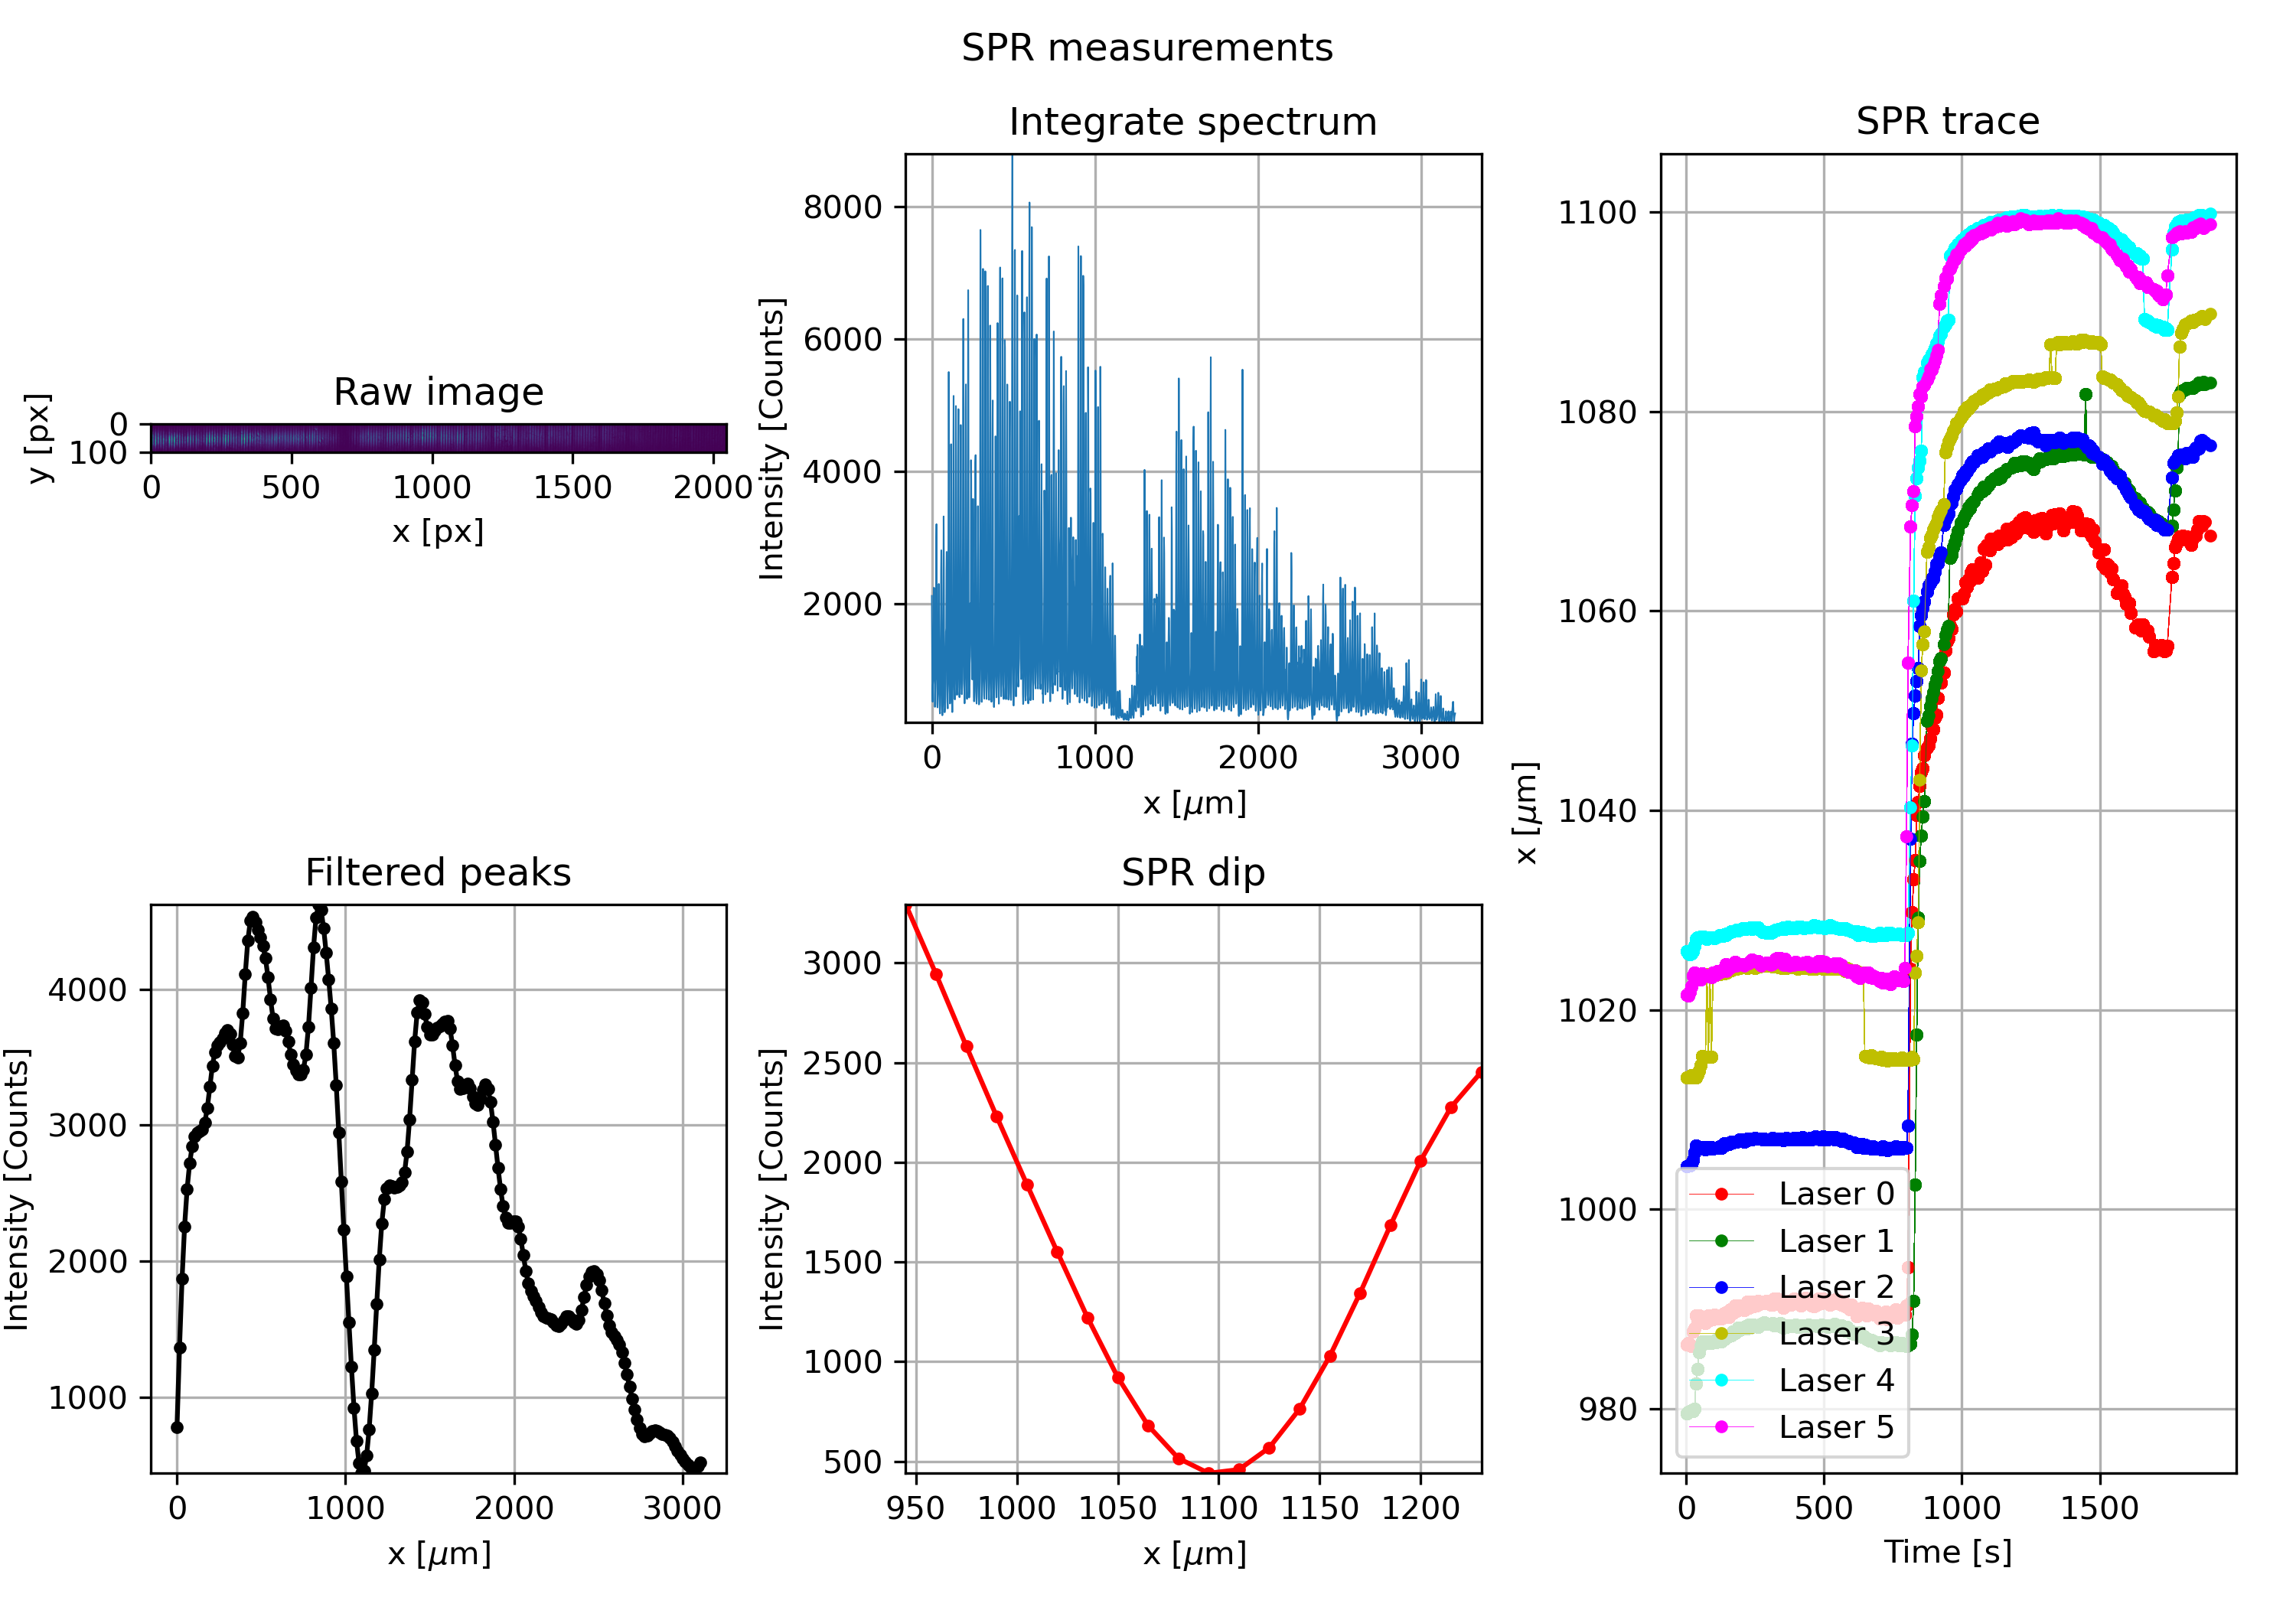 SPR measurements
Raw image
y [px]
0
100
0 500 1000 1500 2000
x [px]
Integrate spectrum
Intensity [Counts]
8000
6000
4000
2000
0 1000 2000 3000
x [μm]
Filtered peaks
Intensity [Counts]
4000
3000
2000
1000
0 1000 2000 3000
x [μm]
SPR dip
Intensity [Counts]
3000
2500
2000
1500
1000
500
950 1000 1050 1100 1150 1200
x [μm]
SPR trace
x [μm]
1100
1080
1060
1040
1020
1000
980
Laser 0
Laser 1
Laser 2
Laser 3
Laser 4
Laser 5
0 500 1000 1500
Time [s]